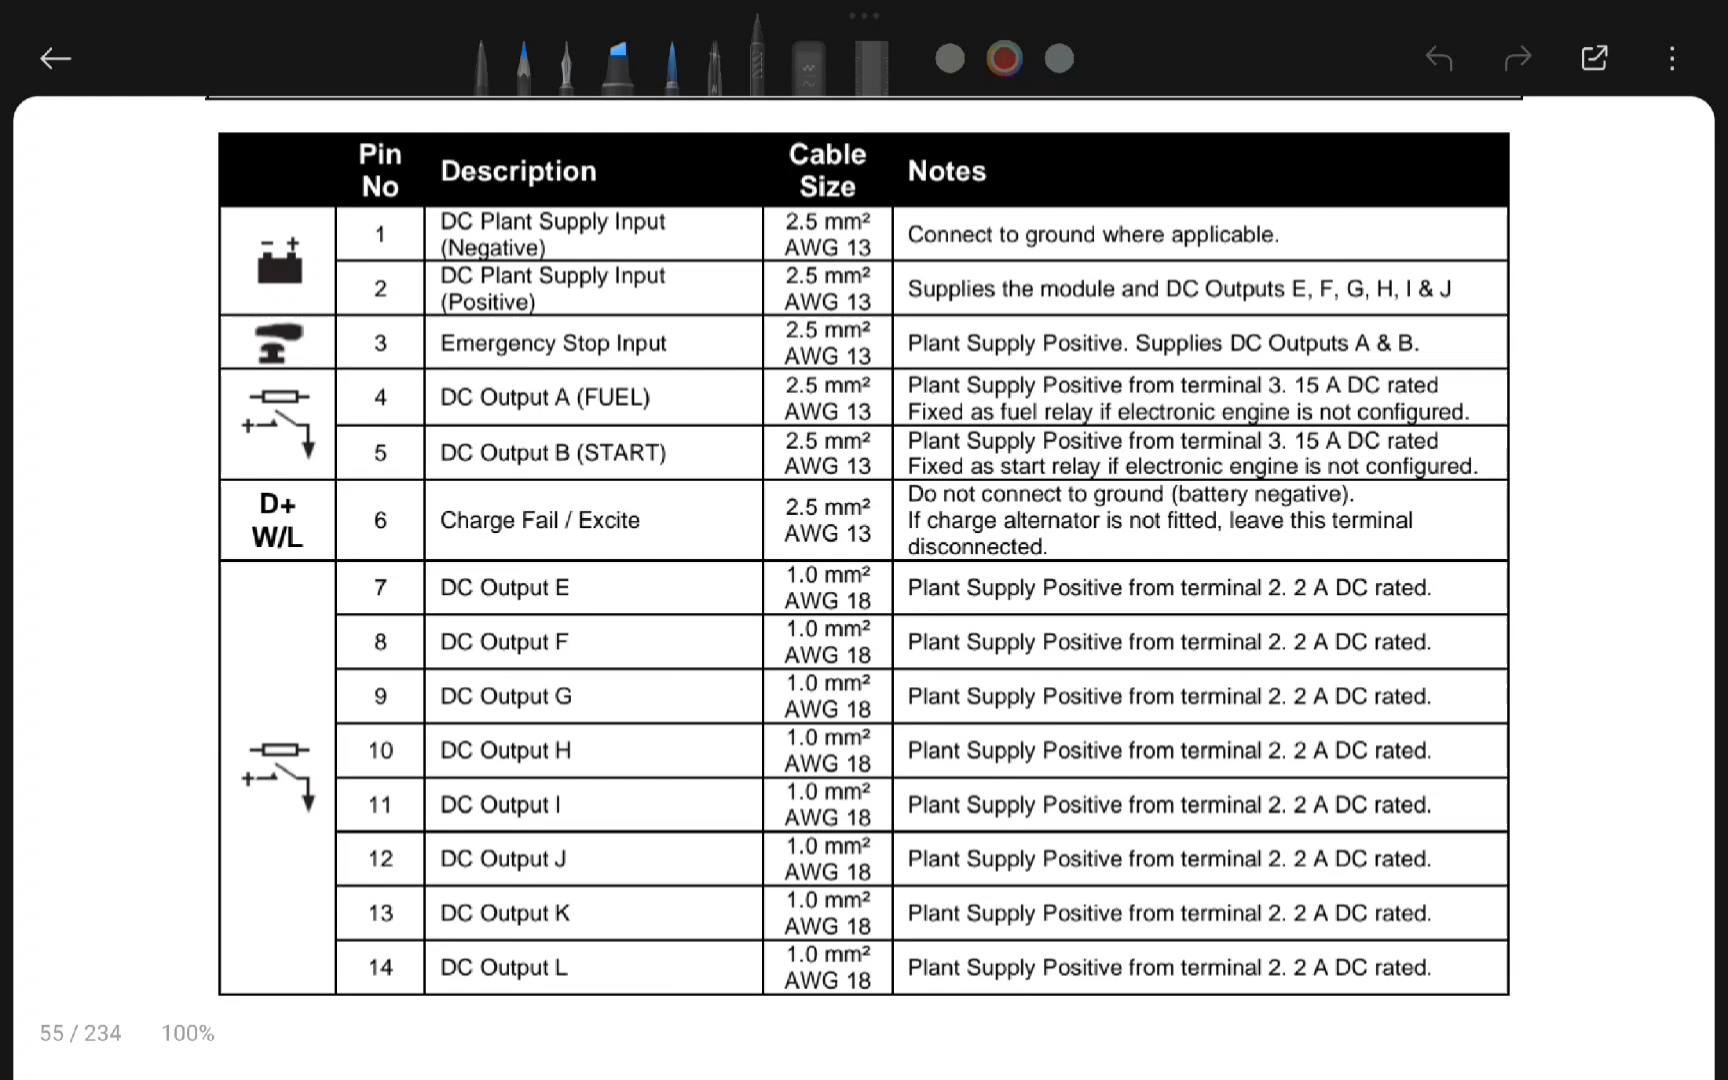 Pin No
Description
Cable Size
Notes
1
DC Plant Supply Input
(Negative)
2.5 mm²
AWG 13
Connect to ground where applicable.
2
DC Plant Supply Input
(Positive)
2.5 mm²
AWG 13
Supplies the module and DC Outputs E, F, G, H, I & J
3
Emergency Stop Input
2.5 mm²
AWG 13
Plant Supply Positive. Supplies DC Outputs A & B.
4
DC Output A (FUEL)
2.5 mm²
AWG 13
Plant Supply Positive from terminal 3. 15 A DC rated
Fixed as fuel relay if electronic engine is not configured.
5
DC Output B (START)
2.5 mm²
AWG 13
Plant Supply Positive from terminal 3. 15 A DC rated
Fixed as start relay if electronic engine is not configured.
D+
W/L
6
Charge Fail / Excite
2.5 mm²
AWG 13
Do not connect to ground (battery negative).
If charge alternator is not fitted, leave this terminal
disconnected.
7
DC Output E
1.0 mm²
AWG 18
Plant Supply Positive from terminal 2. 2 A DC rated.
8
DC Output F
1.0 mm²
AWG 18
Plant Supply Positive from terminal 2. 2 A DC rated.
9
DC Output G
1.0 mm²
AWG 18
Plant Supply Positive from terminal 2. 2 A DC rated.
10
DC Output H
1.0 mm²
AWG 18
Plant Supply Positive from terminal 2. 2 A DC rated.
11
DC Output I
1.0 mm²
AWG 18
Plant Supply Positive from terminal 2. 2 A DC rated.
12
DC Output J
1.0 mm²
AWG 18
Plant Supply Positive from terminal 2. 2 A DC rated.
13
DC Output K
1.0 mm²
AWG 18
Plant Supply Positive from terminal 2. 2 A DC rated.
14
DC Output L
1.0 mm²
AWG 18
Plant Supply Positive from terminal 2. 2 A DC rated.
55 / 234
100%